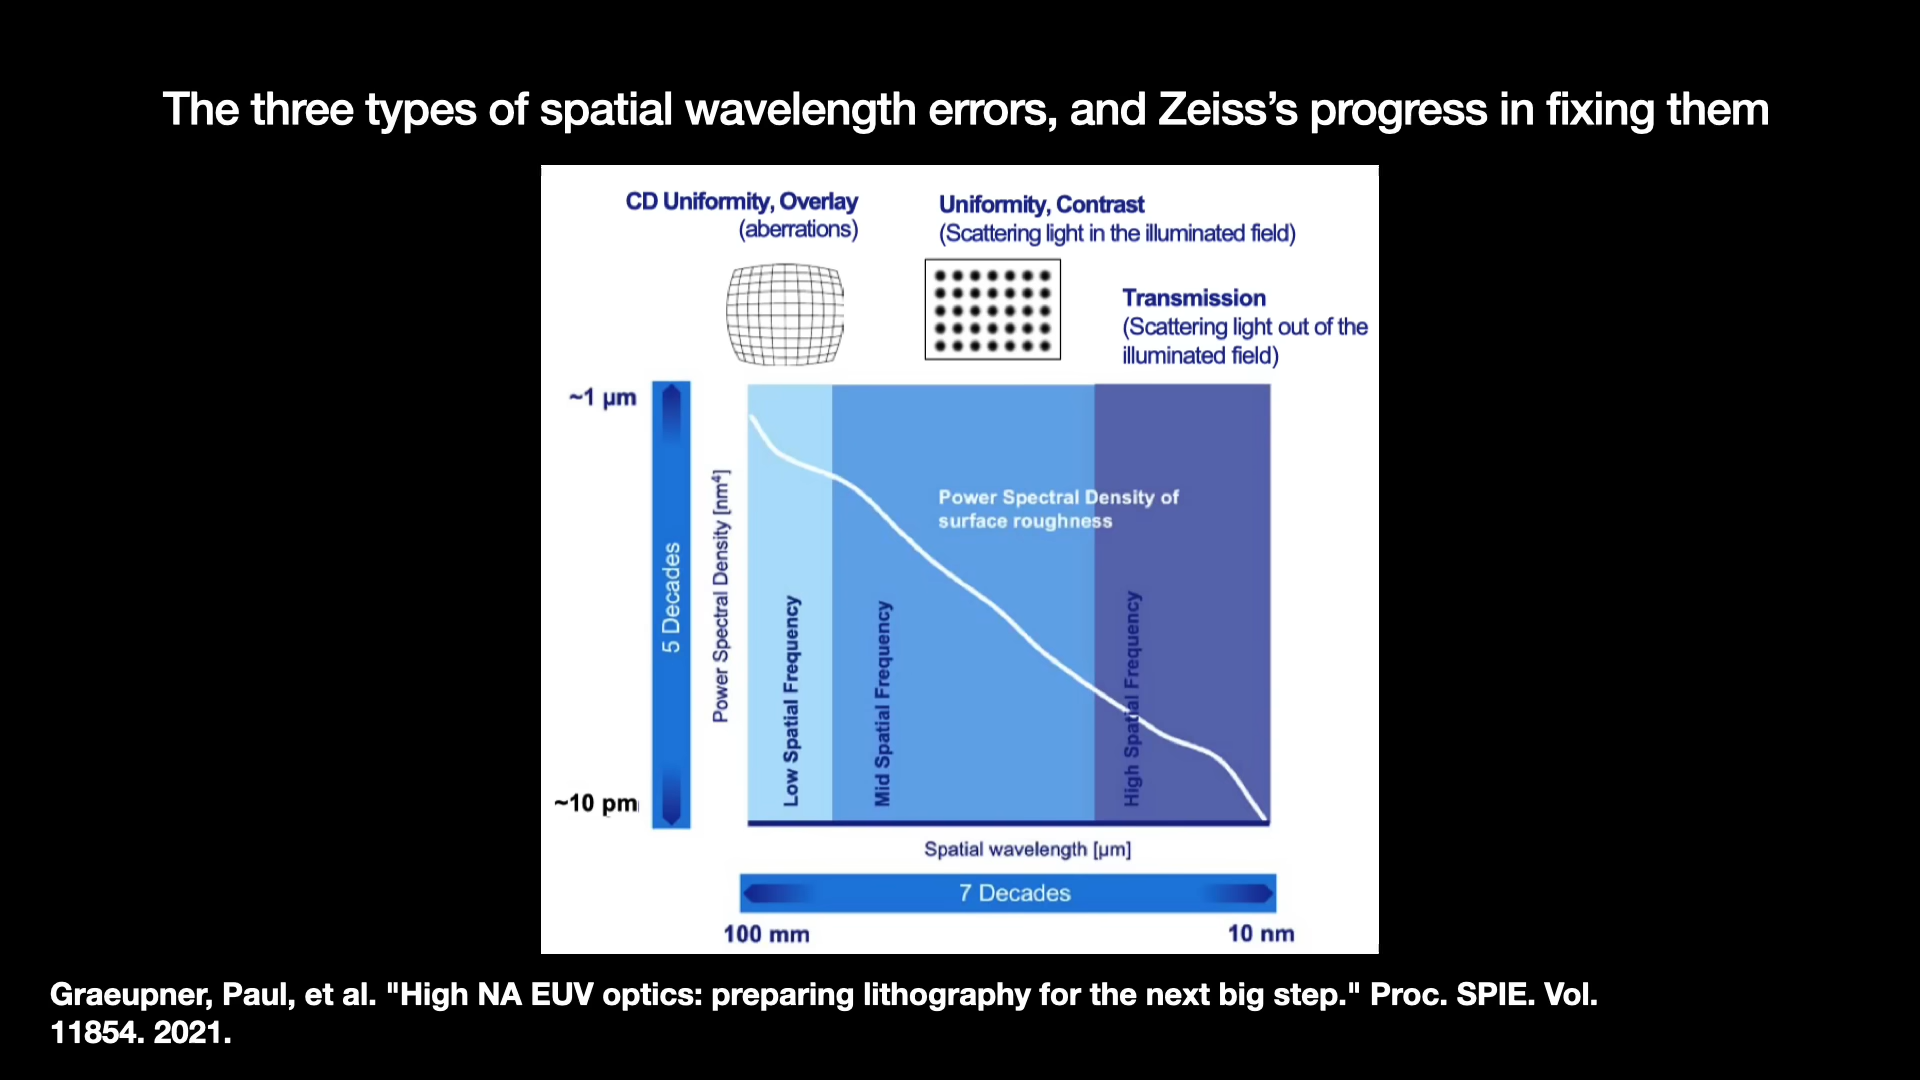 The three types of spatial wavelength errors, and Zeiss’s progress in fixing them
CD Uniformity, Overlay
(aberrations)
Uniformity, Contrast
(Scattering light in the illuminated field)
Transmission
(Scattering light out of the
illuminated field)
~1 µm
5 Decades
~10 pm
Power Spectral Density [nm⁴]
Power Spectral Density of
surface roughness
Low Spatial Frequency
Mid Spatial Frequency
High Spatial Frequency
Spatial wavelength [µm]
7 Decades
100 mm
10 nm
Graeupner, Paul, et al. "High NA EUV optics: preparing lithography for the next big step." Proc. SPIE. Vol.
11854. 2021.